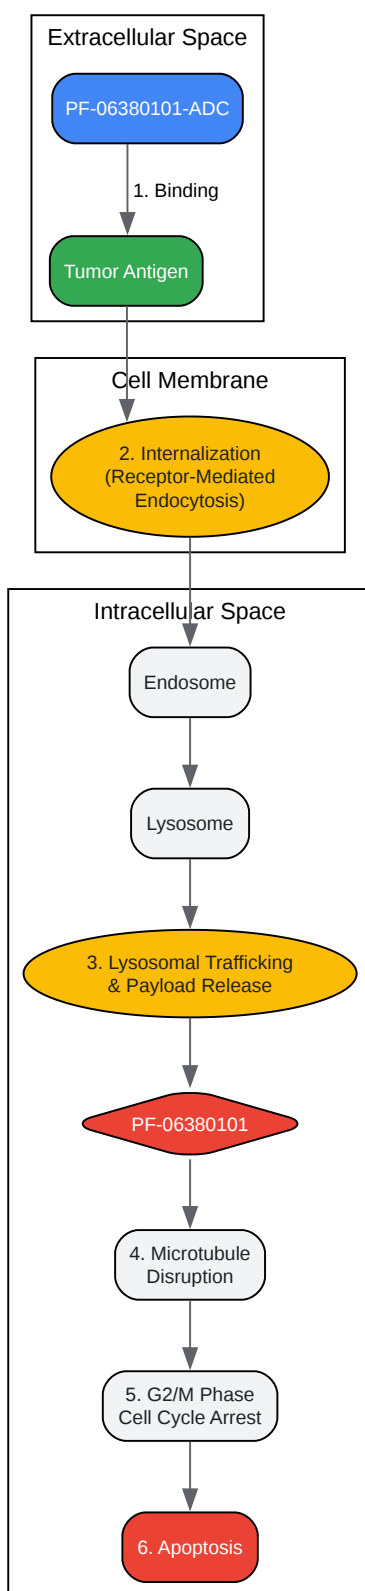 Extracellular Space
PF-06380101-ADC
1. Binding
Tumor Antigen
Cell Membrane
2. Internalization
(Receptor-Mediated
Endocytosis)
Intracellular Space
Endosome
Lysosome
3. Lysosomal Trafficking
& Payload Release
PF-06380101
4. Microtubule
Disruption
5. G2/M Phase
Cell Cycle Arrest
6. Apoptosis